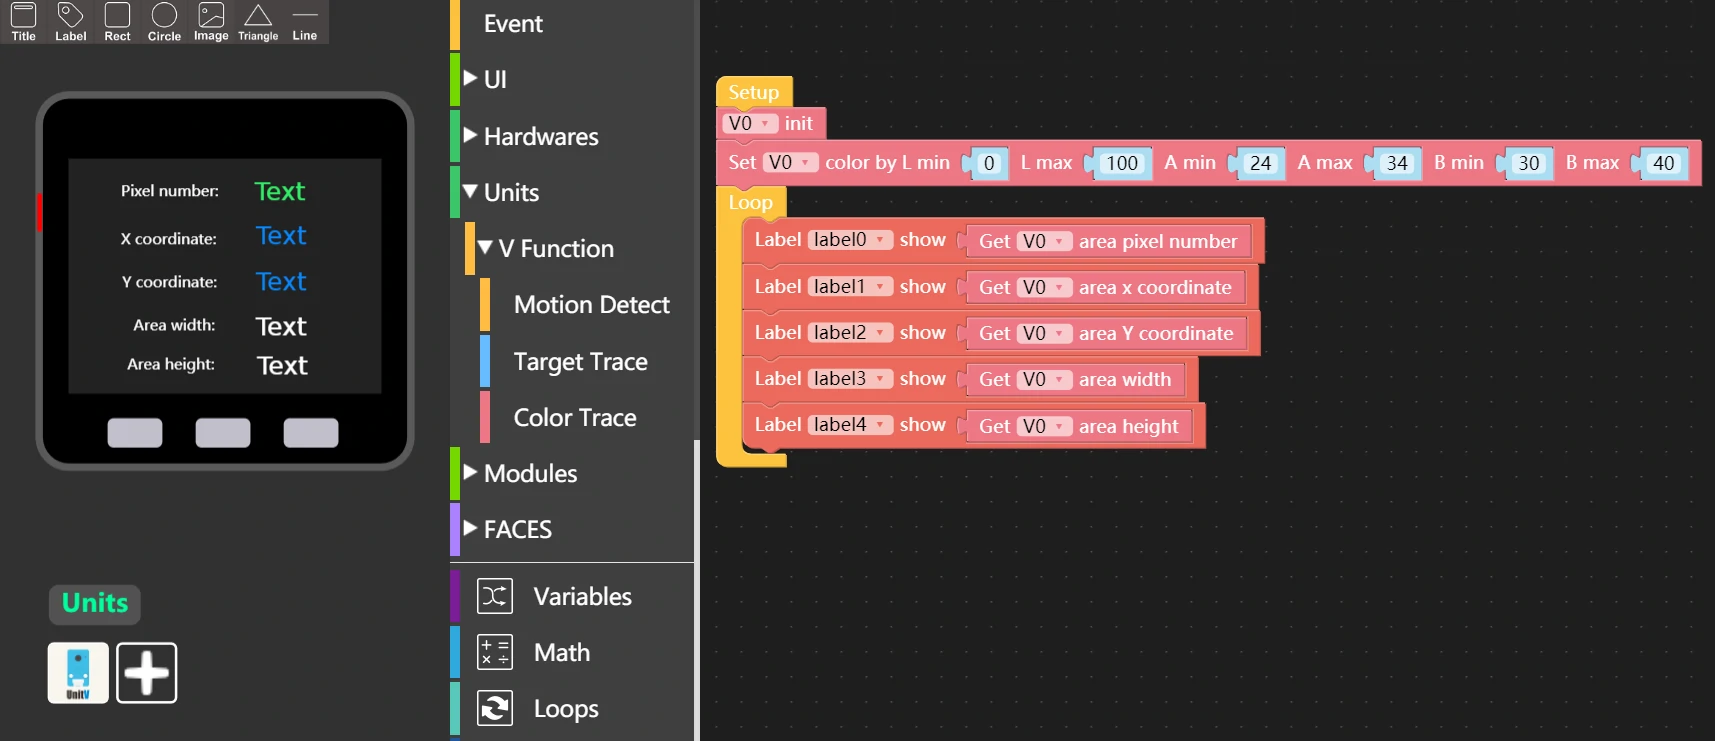 Title Label Rect Circle Image Triangle Line
Pixel number: Text
X coordinate: Text
Y coordinate: Text
Area width: Text
Area height: Text
Units
UnitV
Event
UI
Hardwares
Units
V Function
Motion Detect
Target Trace
Color Trace
Modules
FACES
Variables
Math
Loops
Setup
V0 init
Set V0 color by L min 0 L max 100 A min 24 A max 34 B min 30 B max 40
Loop
Label label0 show Get V0 area pixel number
Label label1 show Get V0 area x coordinate
Label label2 show Get V0 area Y coordinate
Label label3 show Get V0 area width
Label label4 show Get V0 area height